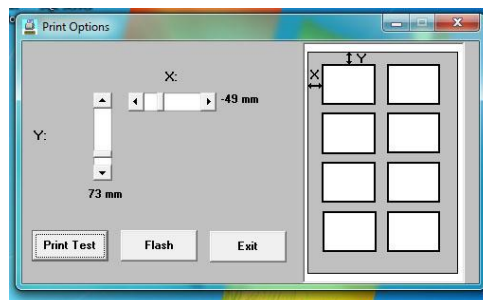 Print Options
X:
-49 mm
Y:
73 mm
Print Test
Flash
Exit
Y
X